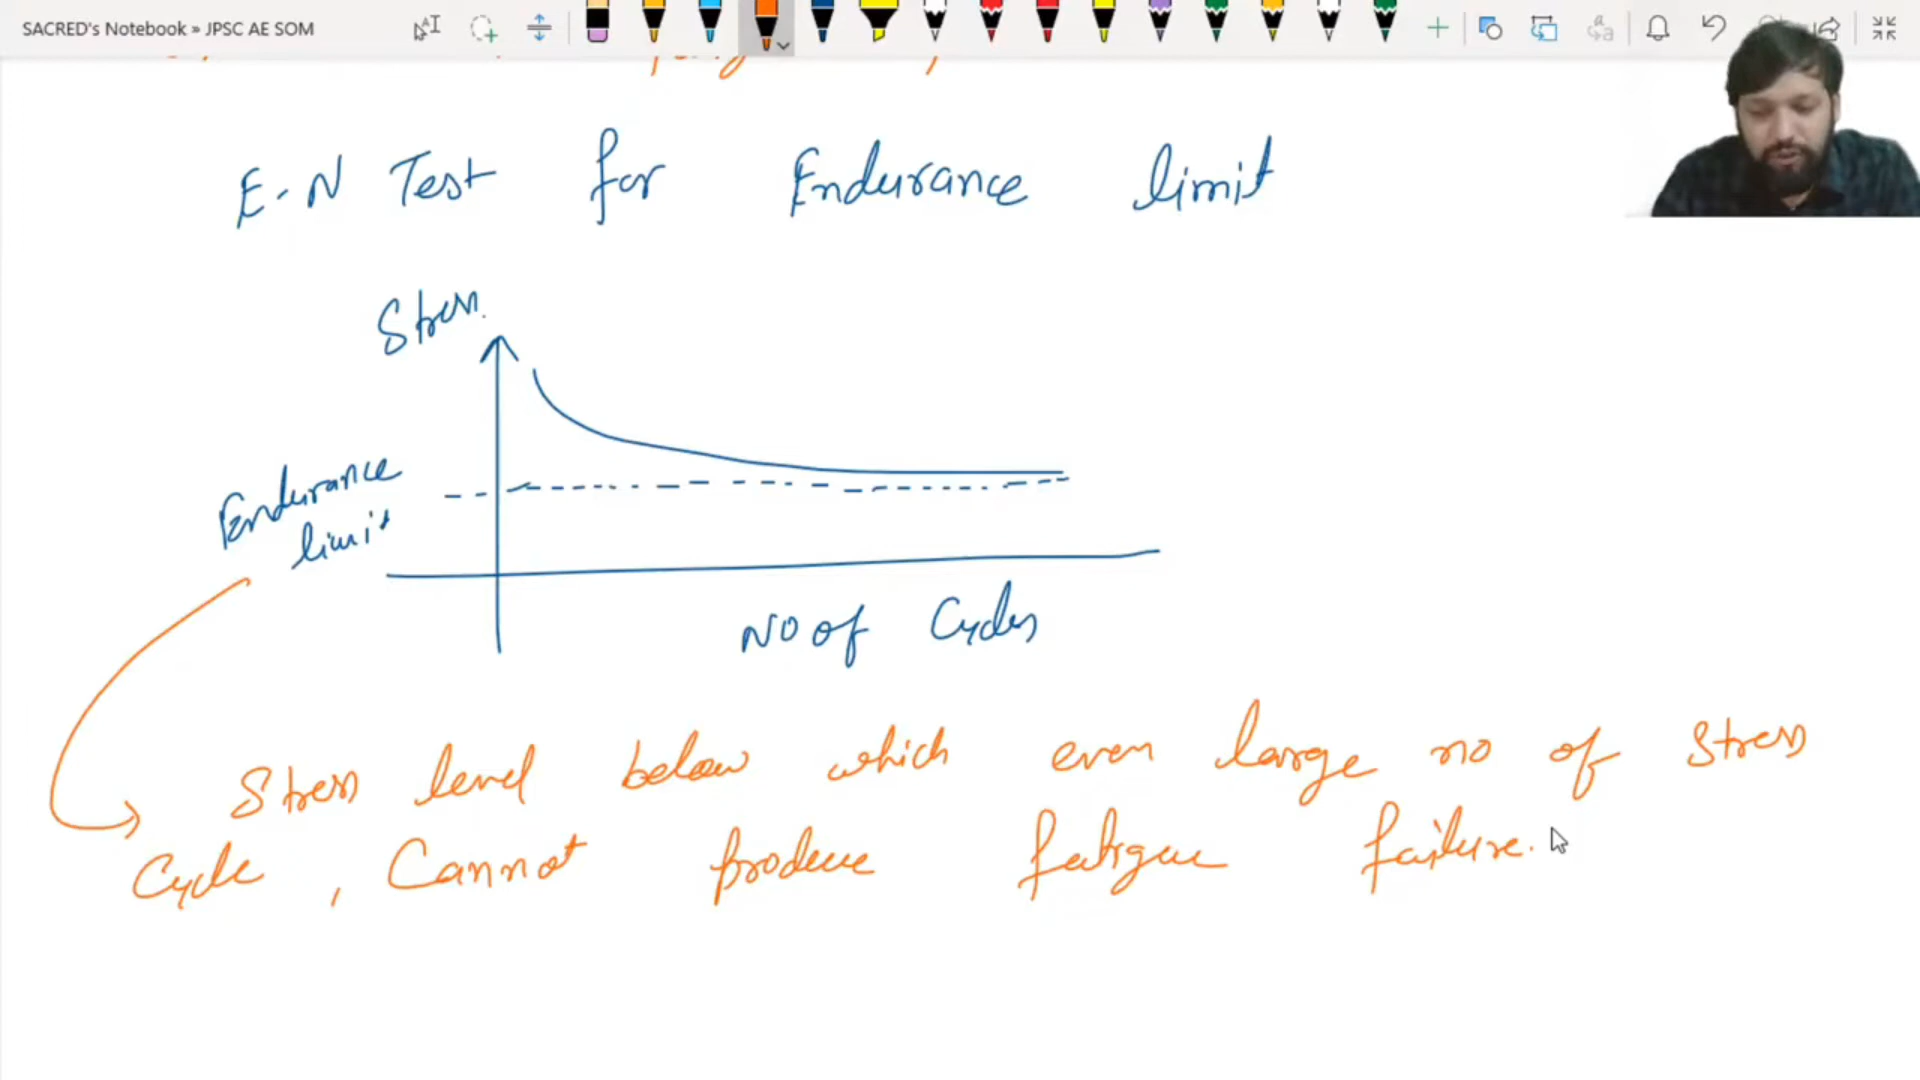 SACRED's Notebook » JPSC AE SOM
E-N Test for Endurance limit
Stress.
Endurance
limit
No of Cycles
Stress level below which even large no of stress
Cycle, Cannot produce fatigue failure.